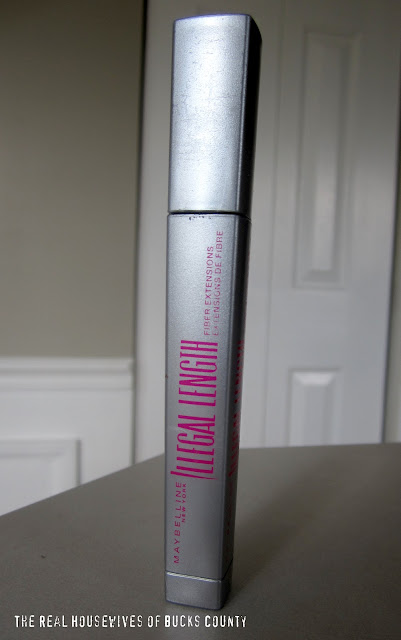 MAYBELLINE
NEW YORK
ILLEGAL LENGTH
FIBER EXTENSIONS
EXTENSIONS DE FIBRE
THE REAL HOUSEWIVES OF BUCKS COUNTY